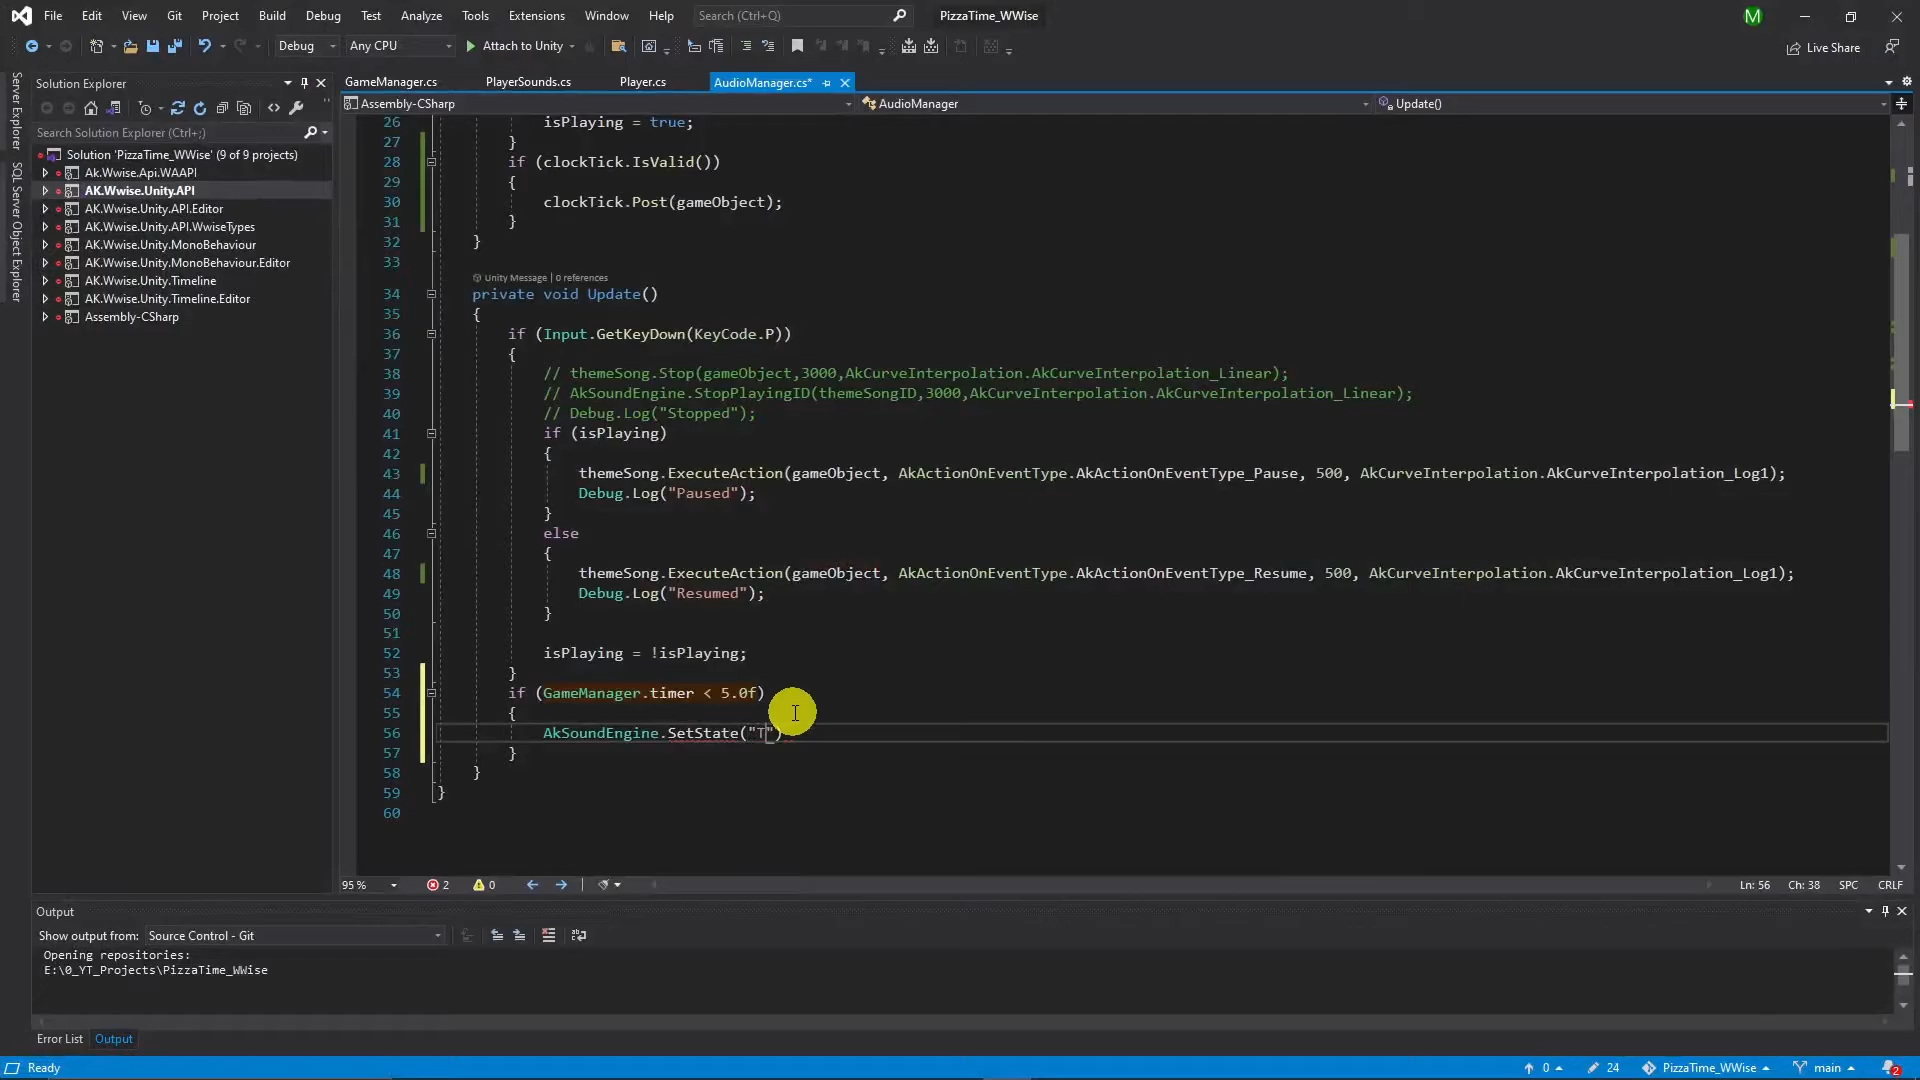 File Edit View Git Project Build Debug Test Analyze Tools Extensions Window Help Search (Ctrl+Q) PizzaTime_WWise M
Debug Any CPU Attach to Unity Live Share
Server Explorer
SQL Server Object Explorer
Solution Explorer
Search Solution Explorer (Ctrl+;)
Solution 'PizzaTime_WWise' (9 of 9 projects)
Ak.Wwise.Api.WAAPI
AK.Wwise.Unity.API
AK.Wwise.Unity.API.Editor
AK.Wwise.Unity.API.WwiseTypes
AK.Wwise.Unity.MonoBehaviour
AK.Wwise.Unity.MonoBehaviour.Editor
AK.Wwise.Unity.Timeline
AK.Wwise.Unity.Timeline.Editor
Assembly-CSharp
GameManager.cs PlayerSounds.cs Player.cs AudioManager.cs*
Assembly-CSharp AudioManager Update()
26 isPlaying = true;
27 }
28 if (clockTick.IsValid())
29 {
30 clockTick.Post(gameObject);
31 }
32 }
33
Unity Message | 0 references
34 private void Update()
35 {
36 if (Input.GetKeyDown(KeyCode.P))
37 {
38 // themeSong.Stop(gameObject,3000,AkCurveInterpolation.AkCurveInterpolation_Linear);
39 // AkSoundEngine.StopPlayingID(themeSongID,3000,AkCurveInterpolation.AkCurveInterpolation_Linear);
40 // Debug.Log("Stopped");
41 if (isPlaying)
42 {
43 themeSong.ExecuteAction(gameObject, AkActionOnEventType.AkActionOnEventType_Pause, 500, AkCurveInterpolation.AkCurveInterpolation_Log1);
44 Debug.Log("Paused");
45 }
46 else
47 {
48 themeSong.ExecuteAction(gameObject, AkActionOnEventType.AkActionOnEventType_Resume, 500, AkCurveInterpolation.AkCurveInterpolation_Log1);
49 Debug.Log("Resumed");
50 }
51
52 isPlaying = !isPlaying;
53 }
54 if (GameManager.timer < 5.0f)
55 {
56 AkSoundEngine.SetState("T")
57 }
58 }
59 }
60
95 % 2 0 Ln: 56 Ch: 38 SPC CRLF
Output
Show output from: Source Control - Git
Opening repositories:
E:\0_YT_Projects\PizzaTime_WWise
Error List Output
Ready 0 24 PizzaTime_WWise main 2